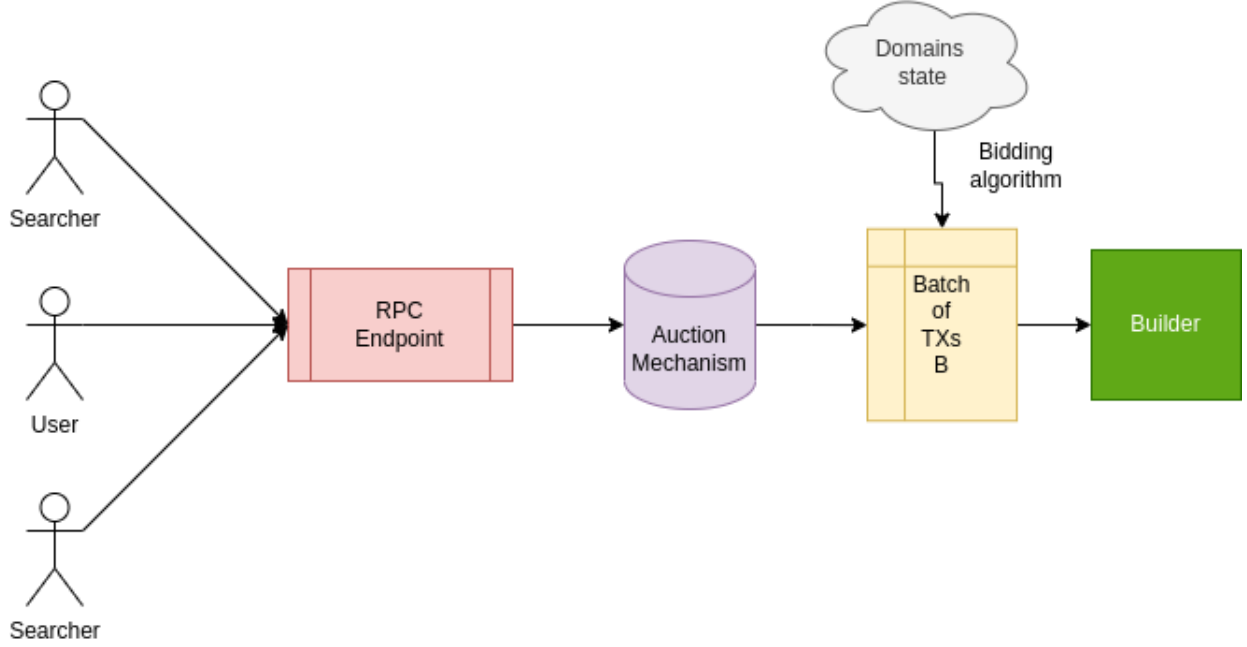 Domains
state
Bidding
algorithm
Searcher
RPC
Endpoint
Auction
Mechanism
Batch
of
TXs
B
Builder
User
Searcher